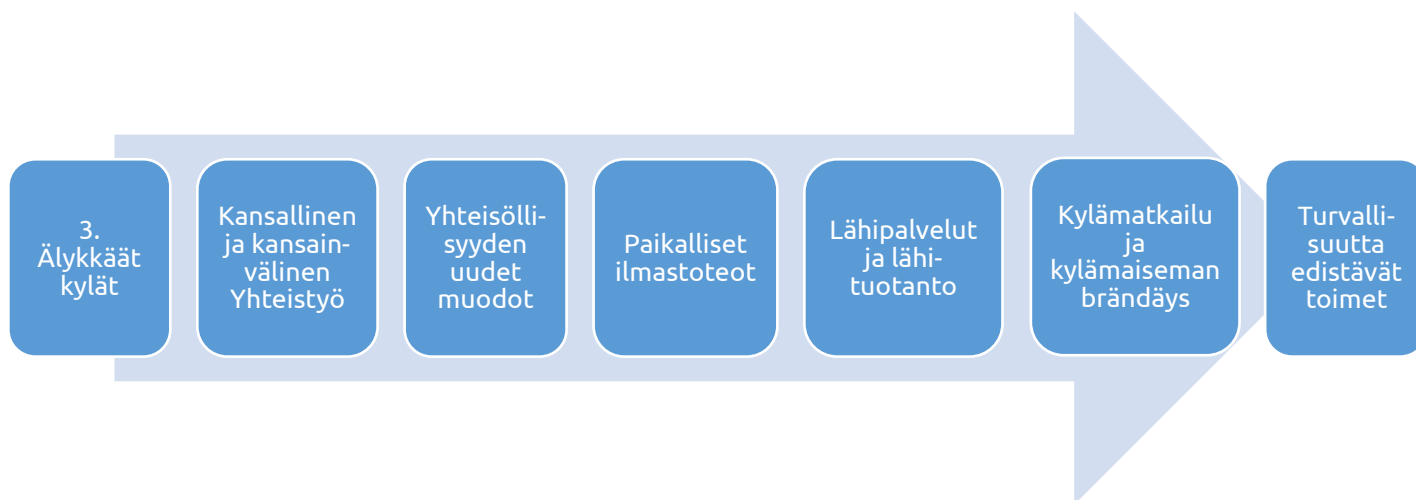 3.
Älykkäät
kylät
Kansallinen
ja kansain-
välinen
Yhteistyö
Yhteisölli-
syyden
uudet
muodot
Paikalliset
ilmastoteot
Lähipalvelut
ja lähi-
tuotanto
Kylämatkailu
ja
kylämaiseman
brändäys
Turvalli-
suutta
edistävät
toimet